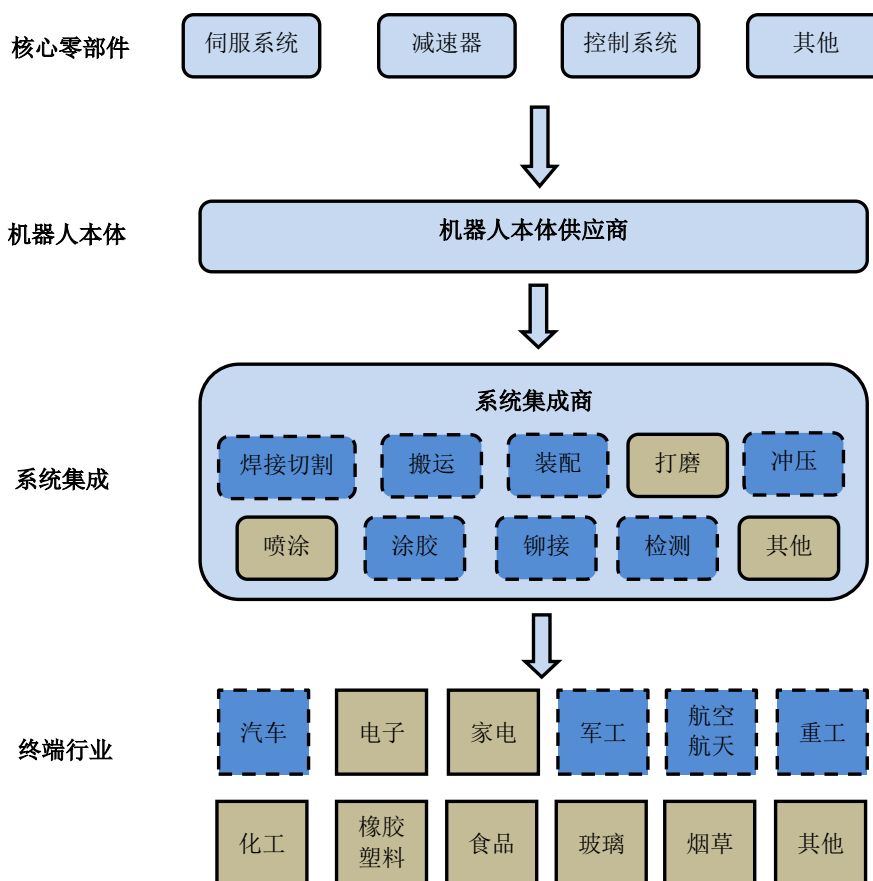 核心零部件
伺服系统
减速器
控制系统
其他
机器人本体
机器人本体供应商
系统集成
系统集成商
焊接切割
搬运
装配
打磨
冲压
喷涂
涂胶
铆接
检测
其他
终端行业
汽车
电子
家电
军工
航空
航天
重工
化工
橡胶
塑料
食品
玻璃
烟草
其他